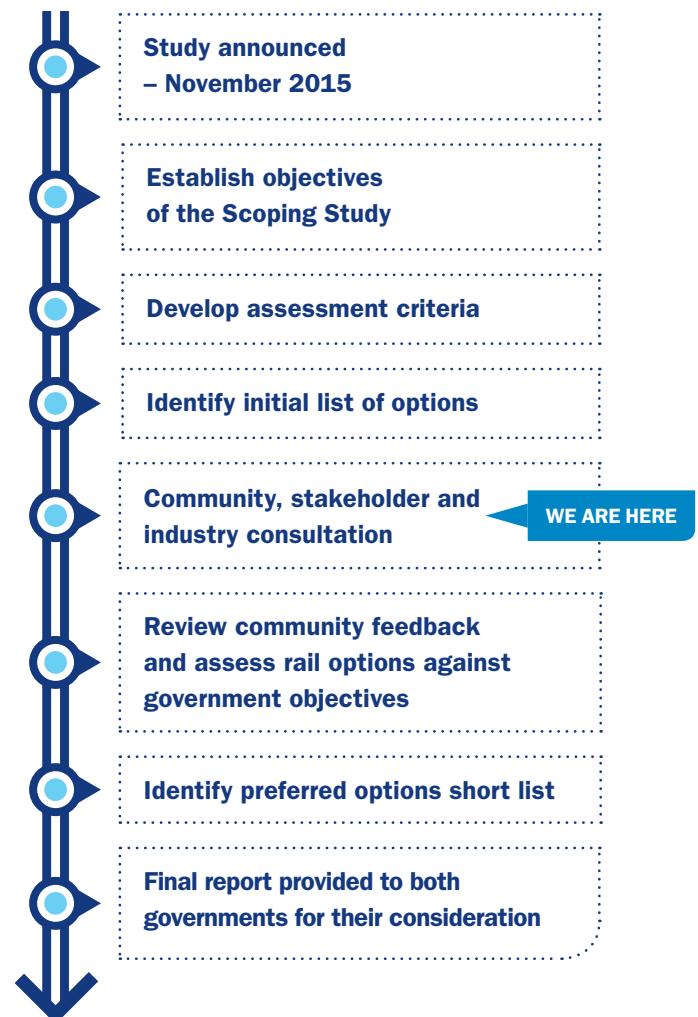 Study announced
– November 2015
Establish objectives
of the Scoping Study
Develop assessment criteria
Identify initial list of options
Community, stakeholder and
industry consultation
WE ARE HERE
Review community feedback
and assess rail options against
government objectives
Identify preferred options short list
Final report provided to both
governments for their consideration